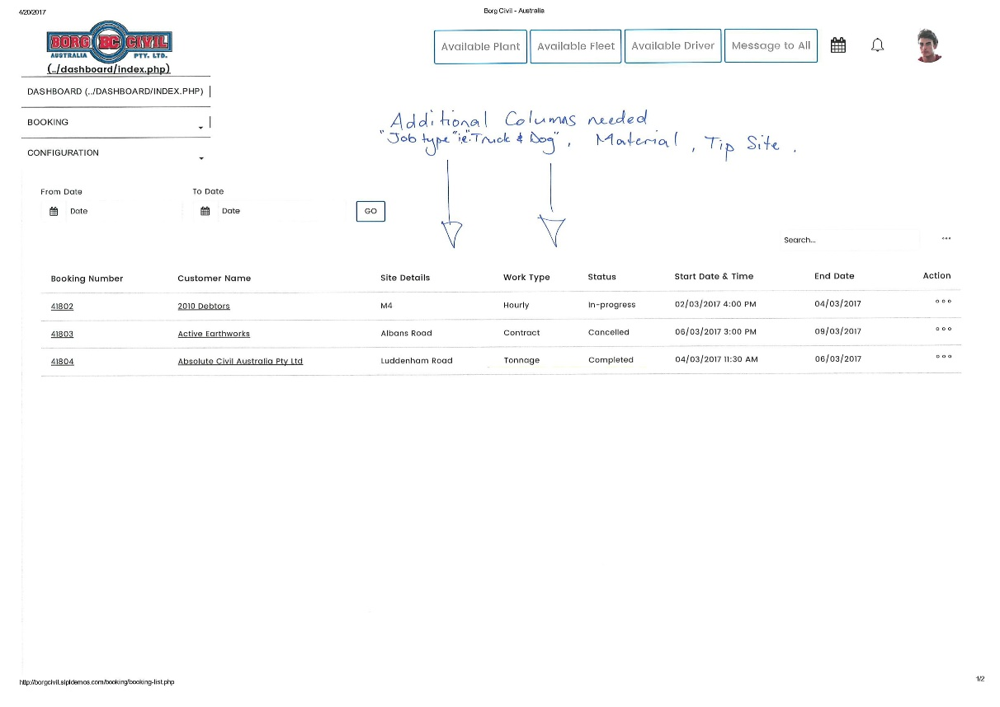 4/20/2017
Borg Civil - Australia
BORG BC CIVIL
AUSTRALIA PTY. LTD.
(../dashboard/index.php)
Available Plant
Available Fleet
Available Driver
Message to All
DASHBOARD (../DASHBOARD/INDEX.PHP)
BOOKING
CONFIGURATION
Additional Columns needed
"Job type" ie. Truck & Dog", Material, Tip Site.
From Date
To Date
Date
Date
GO
Search...
Booking Number Customer Name Site Details Work Type Status Start Date & Time End Date Action
41802 2010 Debtors M4 Hourly In-progress 02/03/2017 4:00 PM 04/03/2017
41803 Active Earthworks Albans Road Contract Cancelled 06/03/2017 3:00 PM 09/03/2017
41804 Absolute Civil Australia Pty Ltd Luddenham Road Tonnage Completed 04/03/2017 11:30 AM 06/03/2017
http://borgcivil.sipldemos.com/booking/booking-list.php
1/2